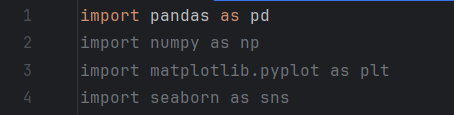 1 import pandas as pd
2 import numpy as np
3 import matplotlib.pyplot as plt
4 import seaborn as sns